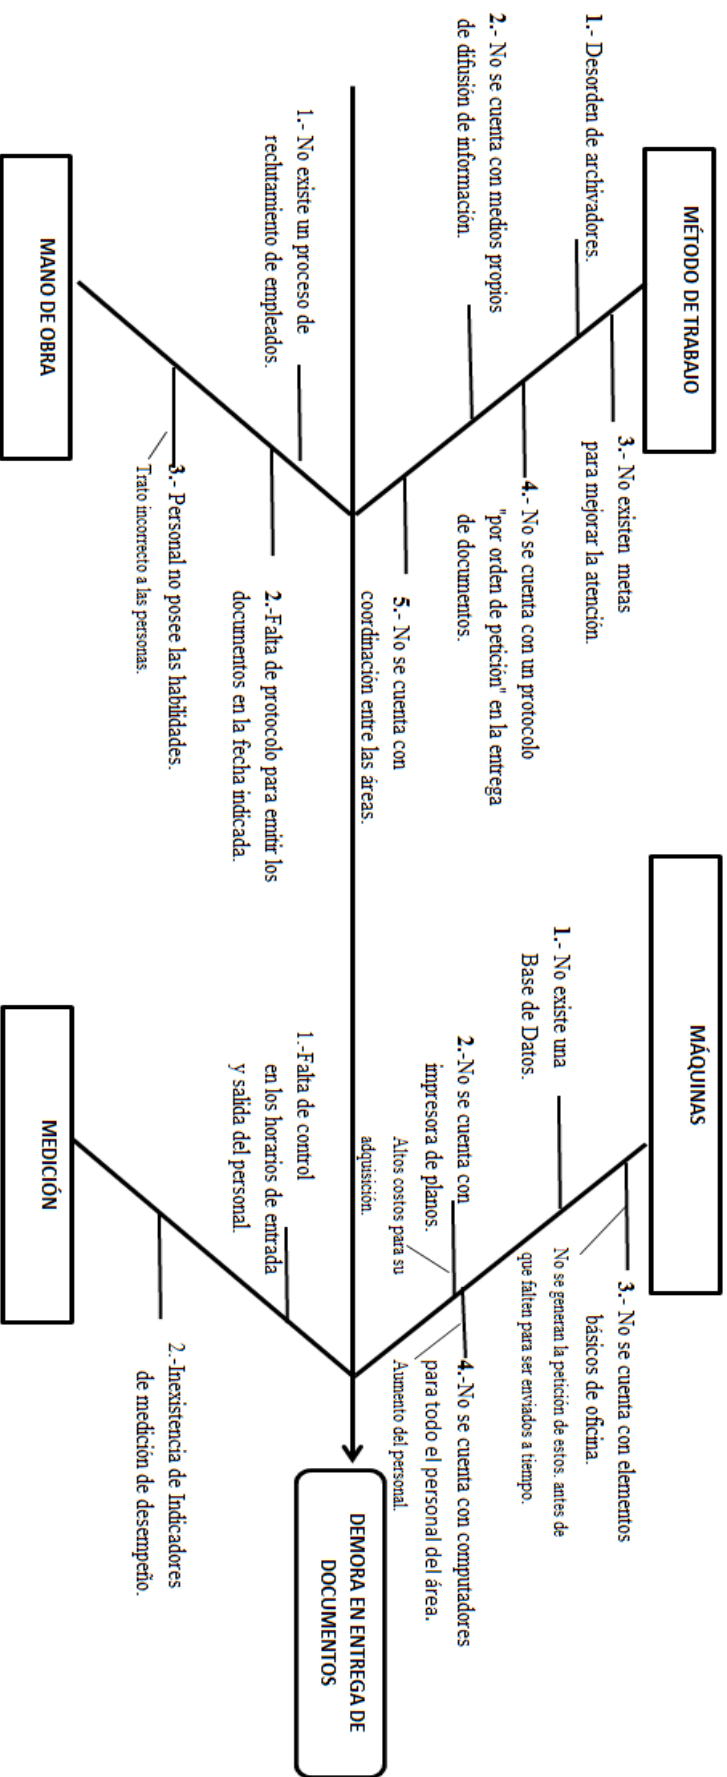 MÉTODO DE TRABAJO
1.- Desorden de archivadores.
2.- No se cuenta con medios propios
de difusión de información.
3.- No existen metas
para mejorar la atención.
4.- No se cuenta con un protocolo
"por orden de petición" en la entrega
de documentos.
5.- No se cuenta con
coordinación entre las áreas.
MÁQUINAS
1.- No existe una
Base de Datos.
2.-No se cuenta con
impresora de planos.
Altos costos para su
adquisición.
3.- No se cuenta con elementos
básicos de oficina.
No se generan la petición de estos, antes de
que falten para ser enviados a tiempo.
4.-No se cuenta con computadores
para todo el personal del área.
Aumento del personal.
DEMORA EN ENTREGA DE
DOCUMENTOS
1.- No existe un proceso de
reclutamiento de empleados.
2.-Falta de protocolo para emitir los
documentos en la fecha indicada.
3.- Personal no posee las habilidades.
Trato incorrecto a las personas.
MANO DE OBRA
1.-Falta de control
en los horarios de entrada
y salida del personal.
2.-Inexistencia de Indicadores
de medición de desempeño.
MEDICIÓN